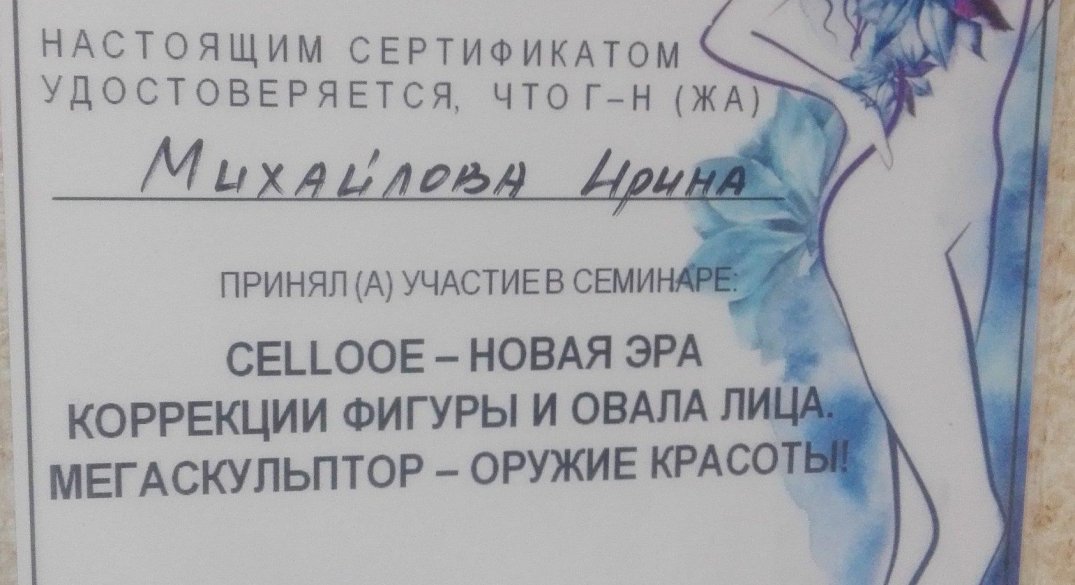 НАСТОЯЩИМ СЕРТИФИКАТОМ
УДОСТОВЕРЯЕТСЯ, ЧТО Г-Н (ЖА)
Михайлова Ирина
ПРИНЯЛ (А) УЧАСТИЕ В СЕМИНАРЕ:
CELLOOE – НОВАЯ ЭРА
КОРРЕКЦИИ ФИГУРЫ И ОВАЛА ЛИЦА.
МЕГАСКУЛЬПТОР – ОРУЖИЕ КРАСОТЫ!